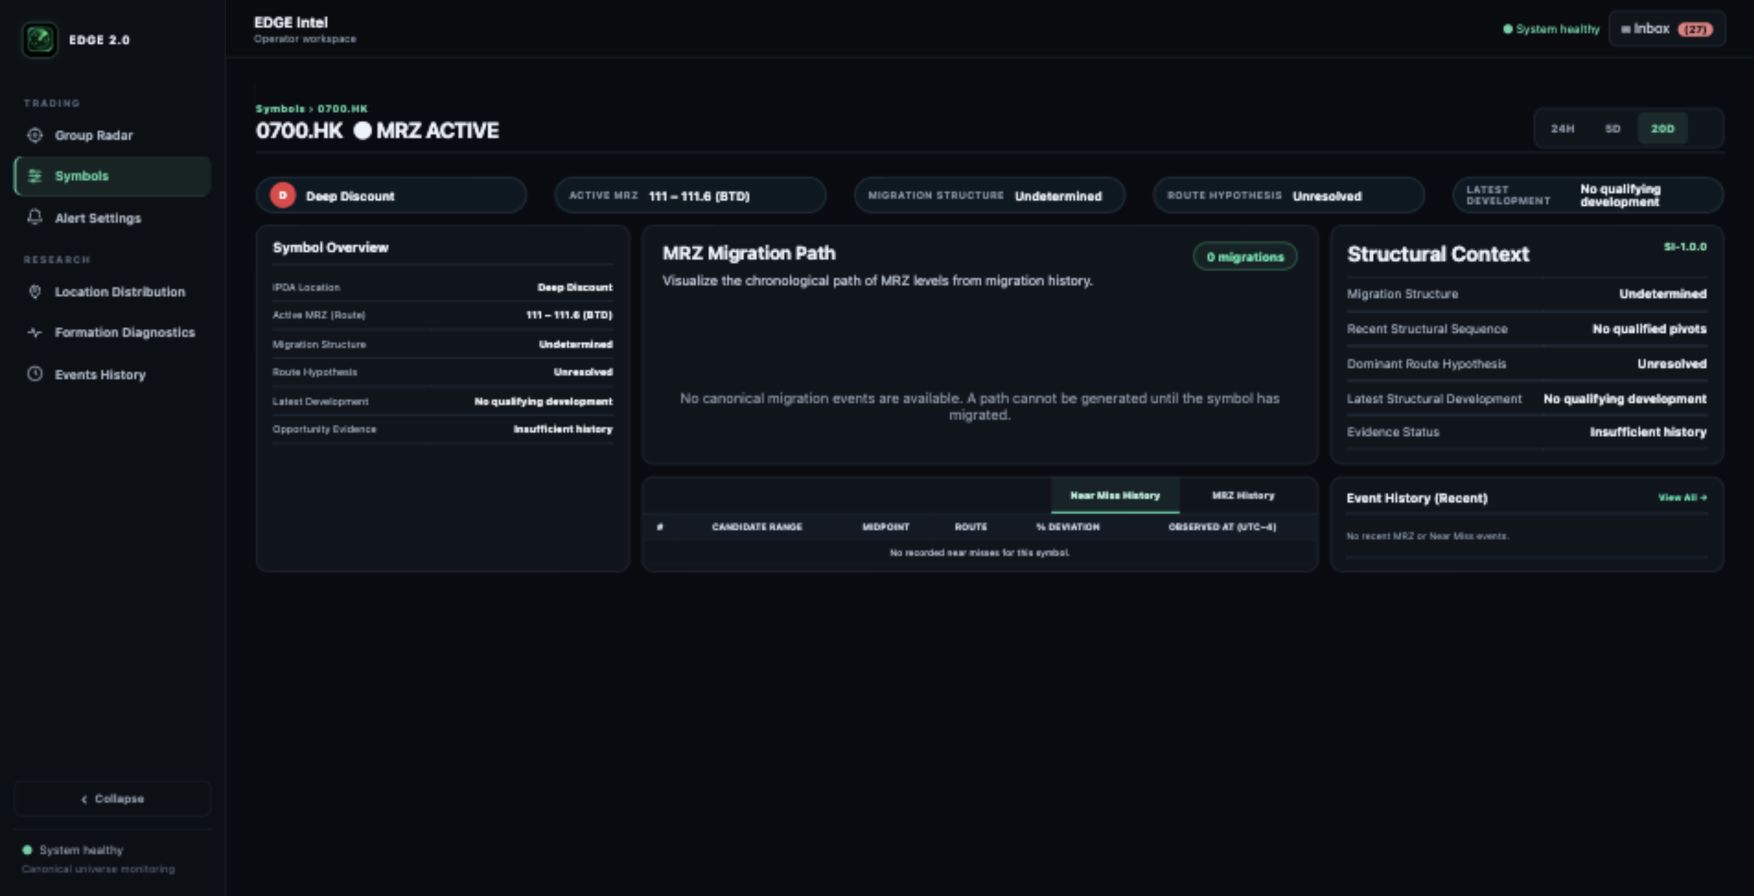 EDGE 2.0
TRADING
Group Radar
Symbols
Alert Settings
RESEARCH
Location Distribution
Formation Diagnostics
Events History
‹ Collapse
System healthy
Canonical universe monitoring
EDGE Intel
Operator workspace
System healthy
Inbox (27)
Symbols › 0700.HK
0700.HK MRZ ACTIVE
24H 5D 20D
D Deep Discount
ACTIVE MRZ 111 – 111.6 (BTD)
MIGRATION STRUCTURE Undetermined
ROUTE HYPOTHESIS Unresolved
LATEST DEVELOPMENT No qualifying development
Symbol Overview
IPDA Location Deep Discount
Active MRZ (Route) 111 – 111.6 (BTD)
Migration Structure Undetermined
Route Hypothesis Unresolved
Latest Development No qualifying development
Opportunity Evidence Insufficient history
MRZ Migration Path
0 migrations
Visualize the chronological path of MRZ levels from migration history.
No canonical migration events are available. A path cannot be generated until the symbol has
migrated.
Near Miss History MRZ History
# CANDIDATE RANGE MIDPOINT ROUTE % DEVIATION OBSERVED AT (UTC−4)
No recorded near misses for this symbol.
Structural Context
SI-1.0.0
Migration Structure Undetermined
Recent Structural Sequence No qualified pivots
Dominant Route Hypothesis Unresolved
Latest Structural Development No qualifying development
Evidence Status Insufficient history
Event History (Recent) View All →
No recent MRZ or Near Miss events.